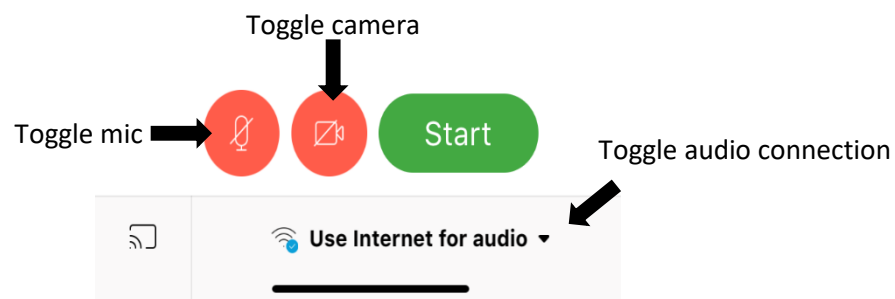 Toggle camera
Toggle mic
Start
Toggle audio connection
Use Internet for audio